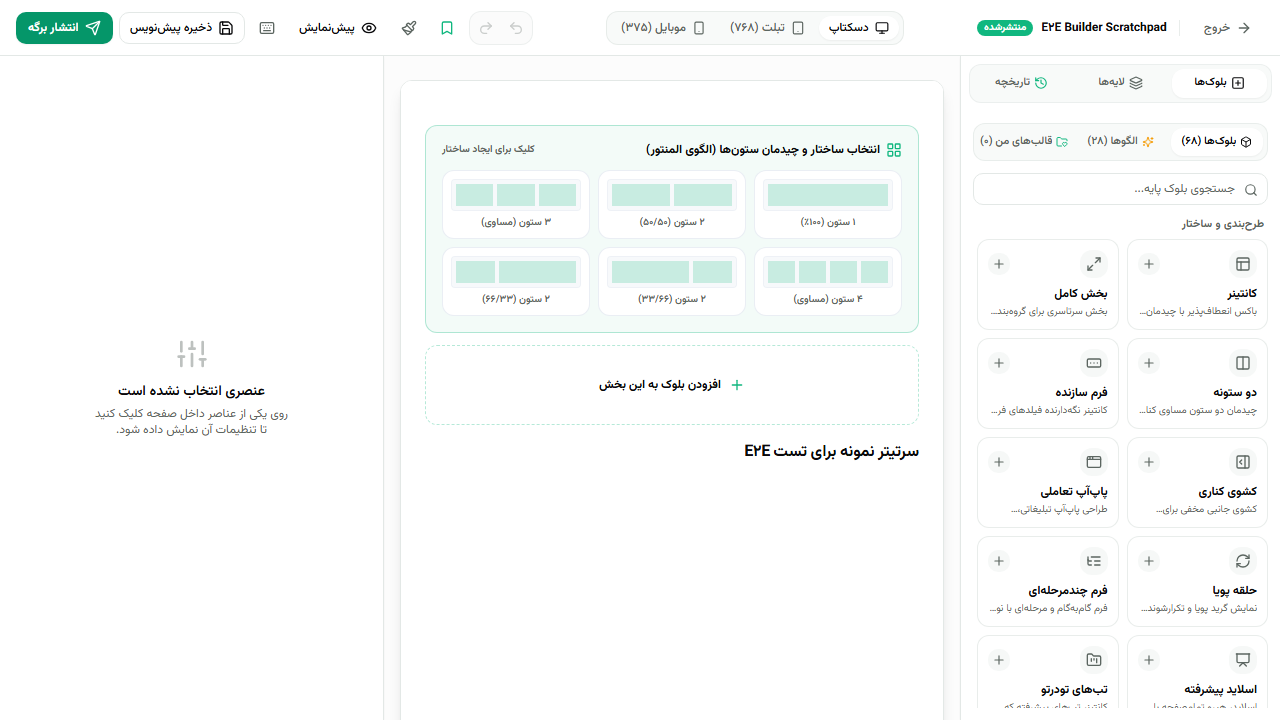 خروج
E۲E Builder Scratchpad
منتشرشده
دسکتاپ
تبلت (۷۶۸)
موبایل (۳۷۵)
پیش‌نمایش
ذخیره پیش‌نویس
انتشار برگه
بلوک‌ها
لایه‌ها
تاریخچه
بلوک‌ها (۶۸)
الگوها (۲۸)
قالب‌های من (۰)
جستجوی بلوک پایه...
طرح‌بندی و ساختار
کانتینر
باکس انعطاف‌پذیر با چیدمان...
بخش کامل
بخش سرتاسری برای گروه‌بند...
دو ستونه
چیدمان دو ستون مساوی کنا...
فرم سازنده
کانتینر نگه‌دارنده فیلدهای فر...
کشوی کناری
کشوی جانبی مخفی برای...
پاپ‌آپ تعاملی
طراحی پاپ‌آپ تبلیغاتی،...
حلقه پویا
نمایش گرید پویا و تکرارشوند...
فرم چندمرحله‌ای
فرم گام‌به‌گام و مرحله‌ای با نو...
اسلاید پیشرفته
تب‌های تودرتو
انتخاب ساختار و چیدمان ستون‌ها (الگوی المنتور)
کلیک برای ایجاد ساختار
۱ ستون (۱۰۰٪)
۲ ستون (۵۰/۵۰)
۳ ستون (مساوی)
۴ ستون (مساوی)
۲ ستون (۳۳/۶۶)
۲ ستون (۶۶/۳۳)
افزودن بلوک به این بخش
سرتیتر نمونه برای تست E۲E
عنصری انتخاب نشده است
روی یکی از عناصر داخل صفحه کلیک کنید
تا تنظیمات آن نمایش داده شود.